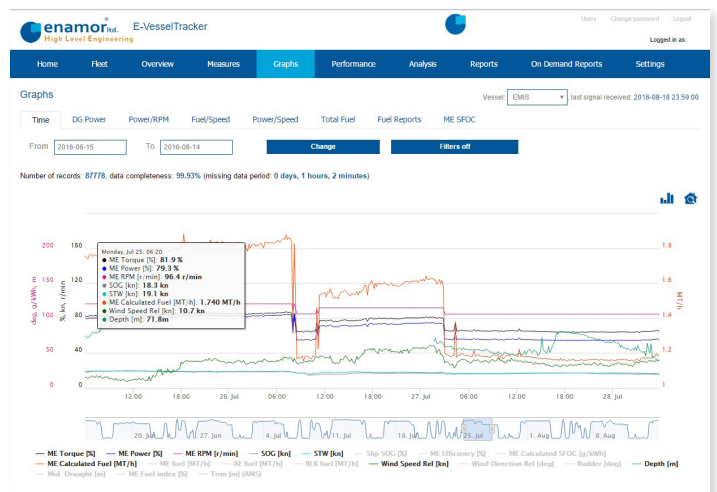 enamor ltd.
High Level Engineering
E-VesselTracker
Users Change password Logout
Logged in as:
Home Fleet Overview Measures Graphs Performance Analysis Reports On Demand Reports Settings
Graphs
Vessel: EMIS , last signal received: 2016-08-18 23:59:00
Time DG Power Power/RPM Fuel/Speed Power/Speed Total Fuel Fuel Reports ME SFOC
From 2016-06-15 To 2016-08-14 Change Filters off
Number of records: 87778, data completeness: 99.93% (missing data period: 0 days, 1 hours, 2 minutes)
200 160 1.8
150 120 1.6
100 80 1.4
50 40 1.2
0 0 1
deg, g/kWh, m
%, kn, r/min
MT/h
Monday, Jul 25, 06:20
ME Torque [%]: 81.9 %
ME Power [%]: 79.3 %
ME RPM [r/min]: 96.4 r/min
SOG [kn]: 18.3 kn
STW [kn]: 19.1 kn
ME Calculated Fuel [MT/h]: 1.740 MT/h
Wind Speed Rel [kn]: 10.7 kn
Depth [m]: 71.8m
12:00 18:00 26. Jul 06:00 12:00 18:00 27. Jul 06:00 12:00 18:00 28. Jul
20. Jun 27. Jun 4. Jul 11. Jul 18. Jul 25. Jul 1. Aug 8. Aug
ME Torque [%] ME Power [%] ME RPM [r/min] SOG [kn] STW [kn] Slip SOG [%] ME Efficiency [%] ME Calculated SFOC [g/kWh]
ME Calculated Fuel [MT/h] ME fuel [MT/h] AE fuel [MT/h] BLR fuel [MT/h] Wind Speed Rel [kn] Wind Direction Rel [deg] Rudder [deg] Depth [m]
Mid. Draught [m] ME Fuel index [%] Trim [m] (AMS)